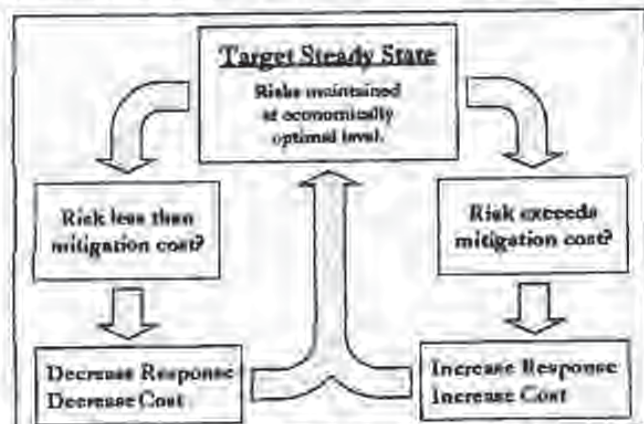 Target Steady State
Risks maintained
at economically
optimal level.
Risk less than
mitigation cost?
Risk exceeds
mitigation cost?
Decrease Response
Decrease Cost
Increase Response
Increase Cost